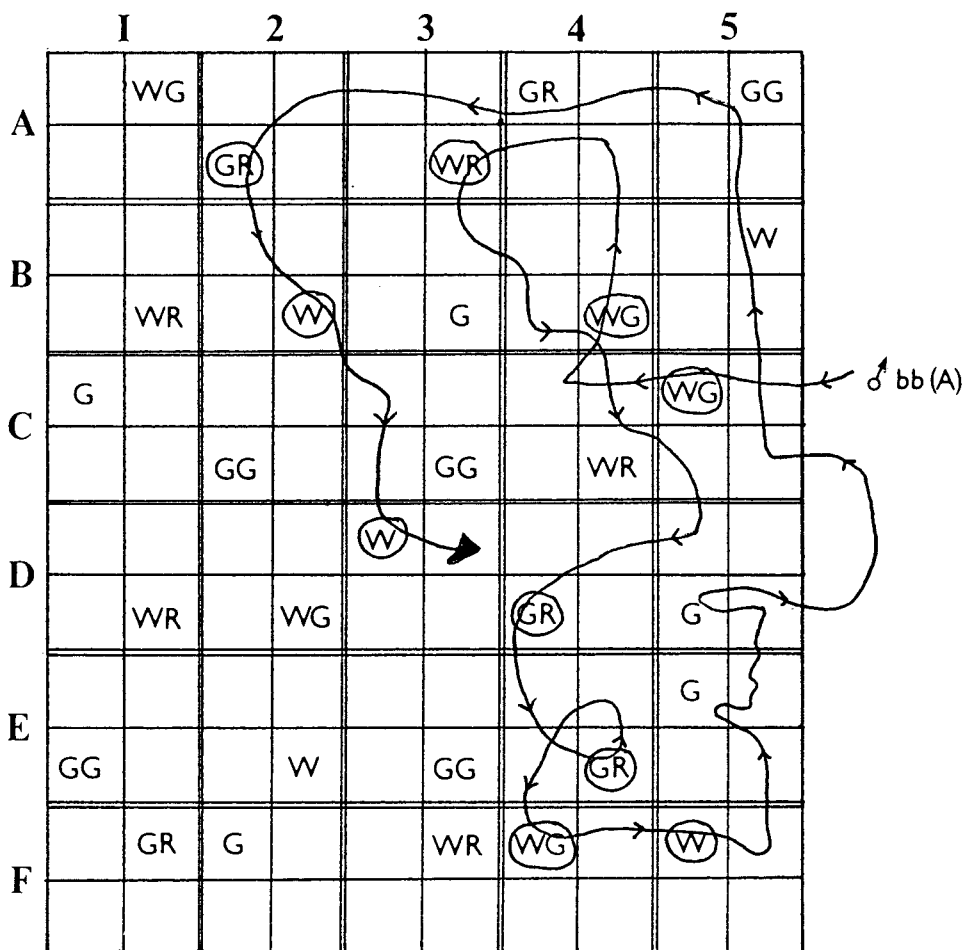 I 2 3 4 5
WG GR GG
A
GR WR
W
B
WR W G WG
G WG ♂ bb (A)
C
GG GG WR
W
D
WR WG GR G
G
E
GG W GG GR
GR G WR WG W
F